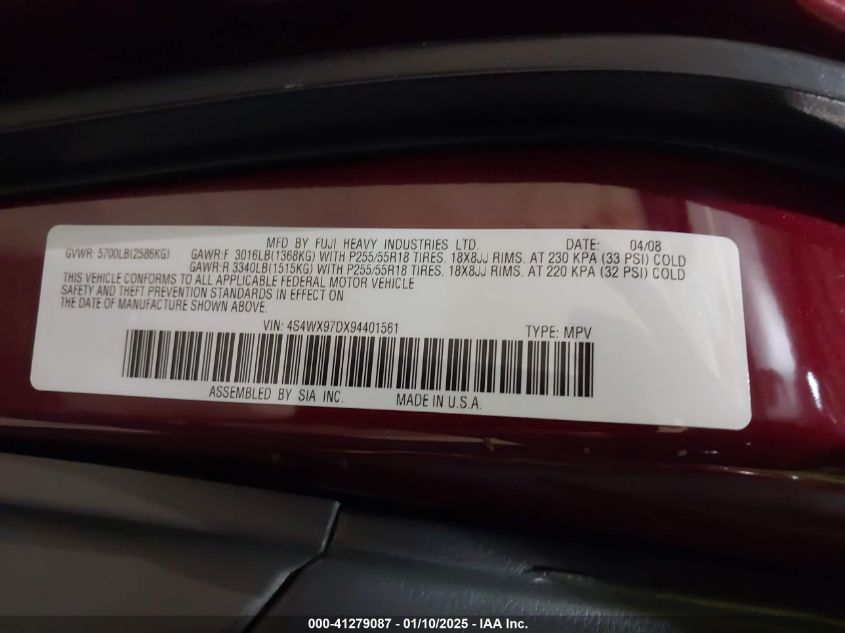 MFD BY FUJI HEAVY INDUSTRIES LTD. DATE: 04/08
GVWR: 5700LB(2586KG) GAWR:F 3016LB(1368KG) WITH P255/55R18 TIRES. 18X8JJ RIMS. AT 230 KPA (33 PSI) COLD
GAWR:R 3340LB(1515KG) WITH P255/55R18 TIRES. 18X8JJ RIMS. AT 220 KPA (32 PSI) COLD
THIS VEHICLE CONFORMS TO ALL APPLICABLE FEDERAL MOTOR VEHICLE
SAFETY AND THEFT PREVENTION STANDARDS IN EFFECT ON
THE DATE OF MANUFACTURE SHOWN ABOVE.
VIN: 4S4WX97DX94401561 TYPE: MPV
ASSEMBLED BY SIA INC. MADE IN U.S.A.
000-41279087 - 01/10/2025 - IAA Inc.